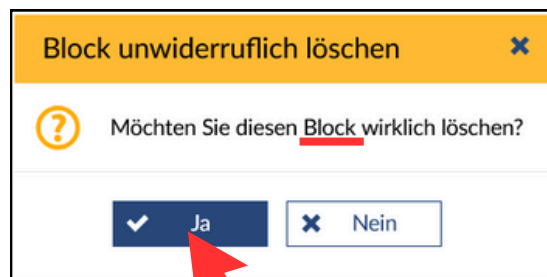 Block unwiderruflich löschen
Möchten Sie diesen Block wirklich löschen?
Ja
Nein